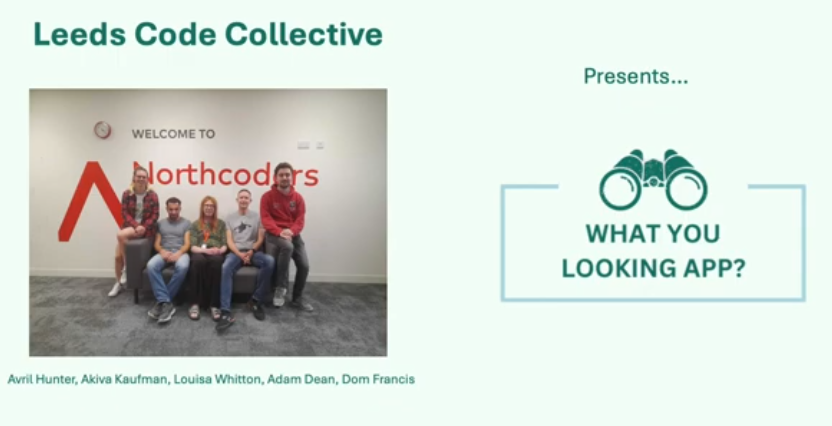 Leeds Code Collective
WELCOME TO
Northcoders
Avril Hunter, Akiva Kaufman, Louisa Whitton, Adam Dean, Dom Francis
Presents...
WHAT YOU
LOOKING APP?